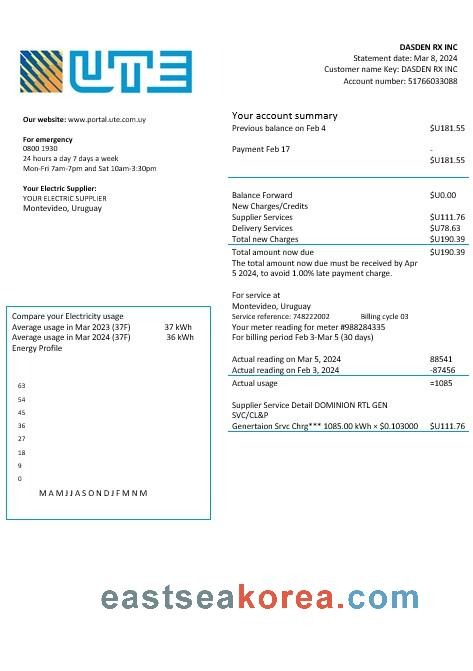 UTE
DASDEN RX INC
Statement date: Mar 8, 2024
Customer name Key: DASDEN RX INC
Account number: 51766033088
Our website: www.portal.ute.com.uy
For emergency
0800 1930
24 hours a day 7 days a week
Mon-Fri 7am-7pm and Sat 10am-3:30pm
Your Electric Supplier:
YOUR ELECTRIC SUPPLIER
Montevideo, Uruguay
Your account summary
Previous balance on Feb 4 $U181.55
Payment Feb 17 -
$U181.55
Balance Forward $U0.00
New Charges/Credits
Supplier Services $U111.76
Delivery Services $U78.63
Total new Charges $U190.39
Total amount now due $U190.39
The total amount now due must be received by Apr
5 2024, to avoid 1.00% late payment charge.
For service at
Montevideo, Uruguay
Service reference: 748222002 Billing cycle 03
Your meter reading for meter #988284335
For billing period Feb 3-Mar 5 (30 days)
Actual reading on Mar 5, 2024 88541
Actual reading on Feb 3, 2024 -87456
Actual usage =1085
Supplier Service Detail DOMINION RTL GEN
SVC/CL&P
Genertaion Srvc Chrg*** 1085.00 kWh × $0.103000 $U111.76
Compare your Electricity usage
Average usage in Mar 2023 (37F) 37 kWh
Average usage in Mar 2024 (37F) 36 kWh
Energy Profile
63
54
45
36
27
18
9
0
M A M J J A S O N D J F M N M
eastseakorea.com